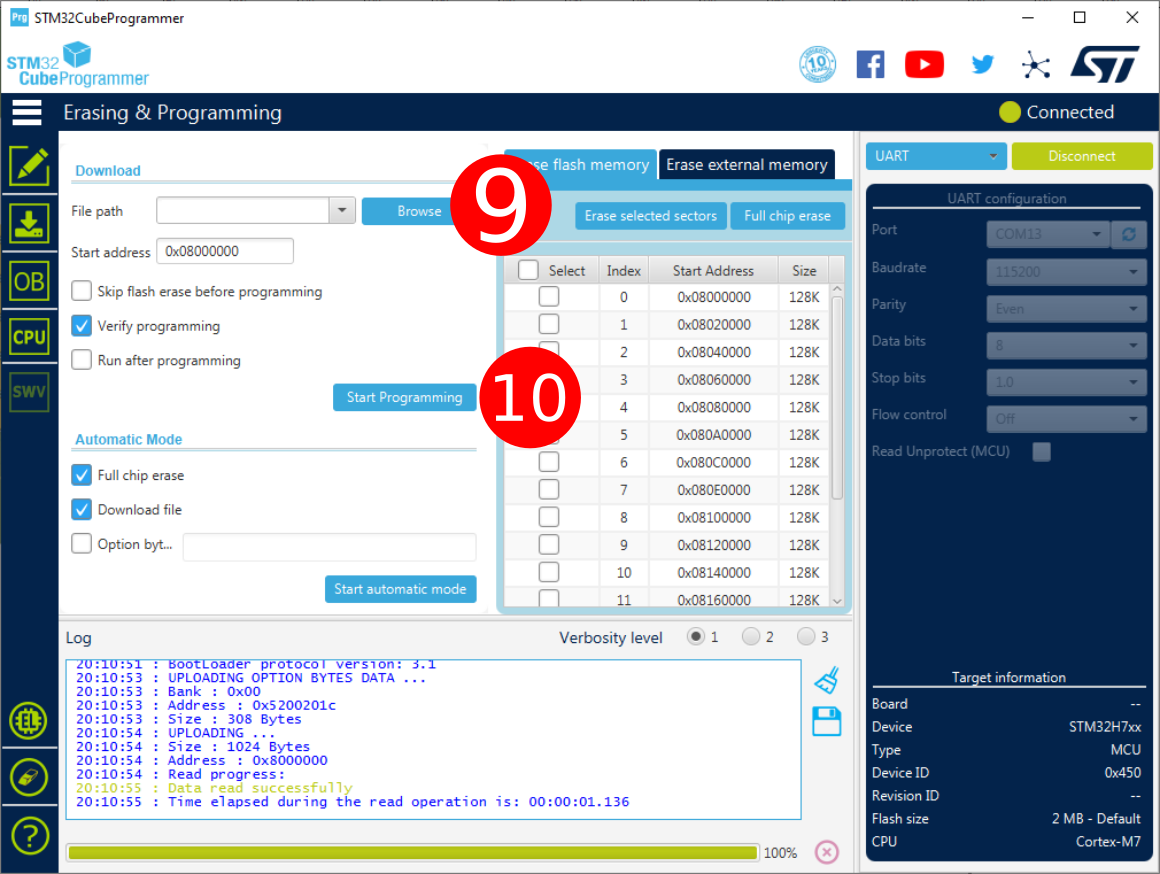 Prg STM32CubeProgrammer
STM32
CubeProgrammer
10
Erasing & Programming
Connected
Download
File path
Browse
9
Start address 0x08000000
Skip flash erase before programming
Verify programming
Run after programming
Start Programming
10
Automatic Mode
Full chip erase
Download file
Option byt...
Start automatic mode
OB
CPU
SWV
flash memory
Erase external memory
Erase selected sectors
Full chip erase
Select Index Start Address Size
0 0x08000000 128K
1 0x08020000 128K
2 0x08040000 128K
3 0x08060000 128K
4 0x08080000 128K
5 0x080A0000 128K
6 0x080C0000 128K
7 0x080E0000 128K
8 0x08100000 128K
9 0x08120000 128K
10 0x08140000 128K
11 0x08160000 128K
UART
Disconnect
UART configuration
Port COM13
Baudrate 115200
Parity Even
Data bits 8
Stop bits 1.0
Flow control Off
Read Unprotect (MCU)
Log
Verbosity level 1 2 3
20:10:51 : BootLoader protocol version: 3.1
20:10:53 : UPLOADING OPTION BYTES DATA ...
20:10:53 : Bank : 0x00
20:10:53 : Address : 0x5200201c
20:10:53 : Size : 308 Bytes
20:10:54 : UPLOADING ...
20:10:54 : Size : 1024 Bytes
20:10:54 : Address : 0x8000000
20:10:54 : Read progress:
20:10:55 : Data read successfully
20:10:55 : Time elapsed during the read operation is: 00:00:01.136
100%
Target information
Board --
Device STM32H7xx
Type MCU
Device ID 0x450
Revision ID --
Flash size 2 MB - Default
CPU Cortex-M7